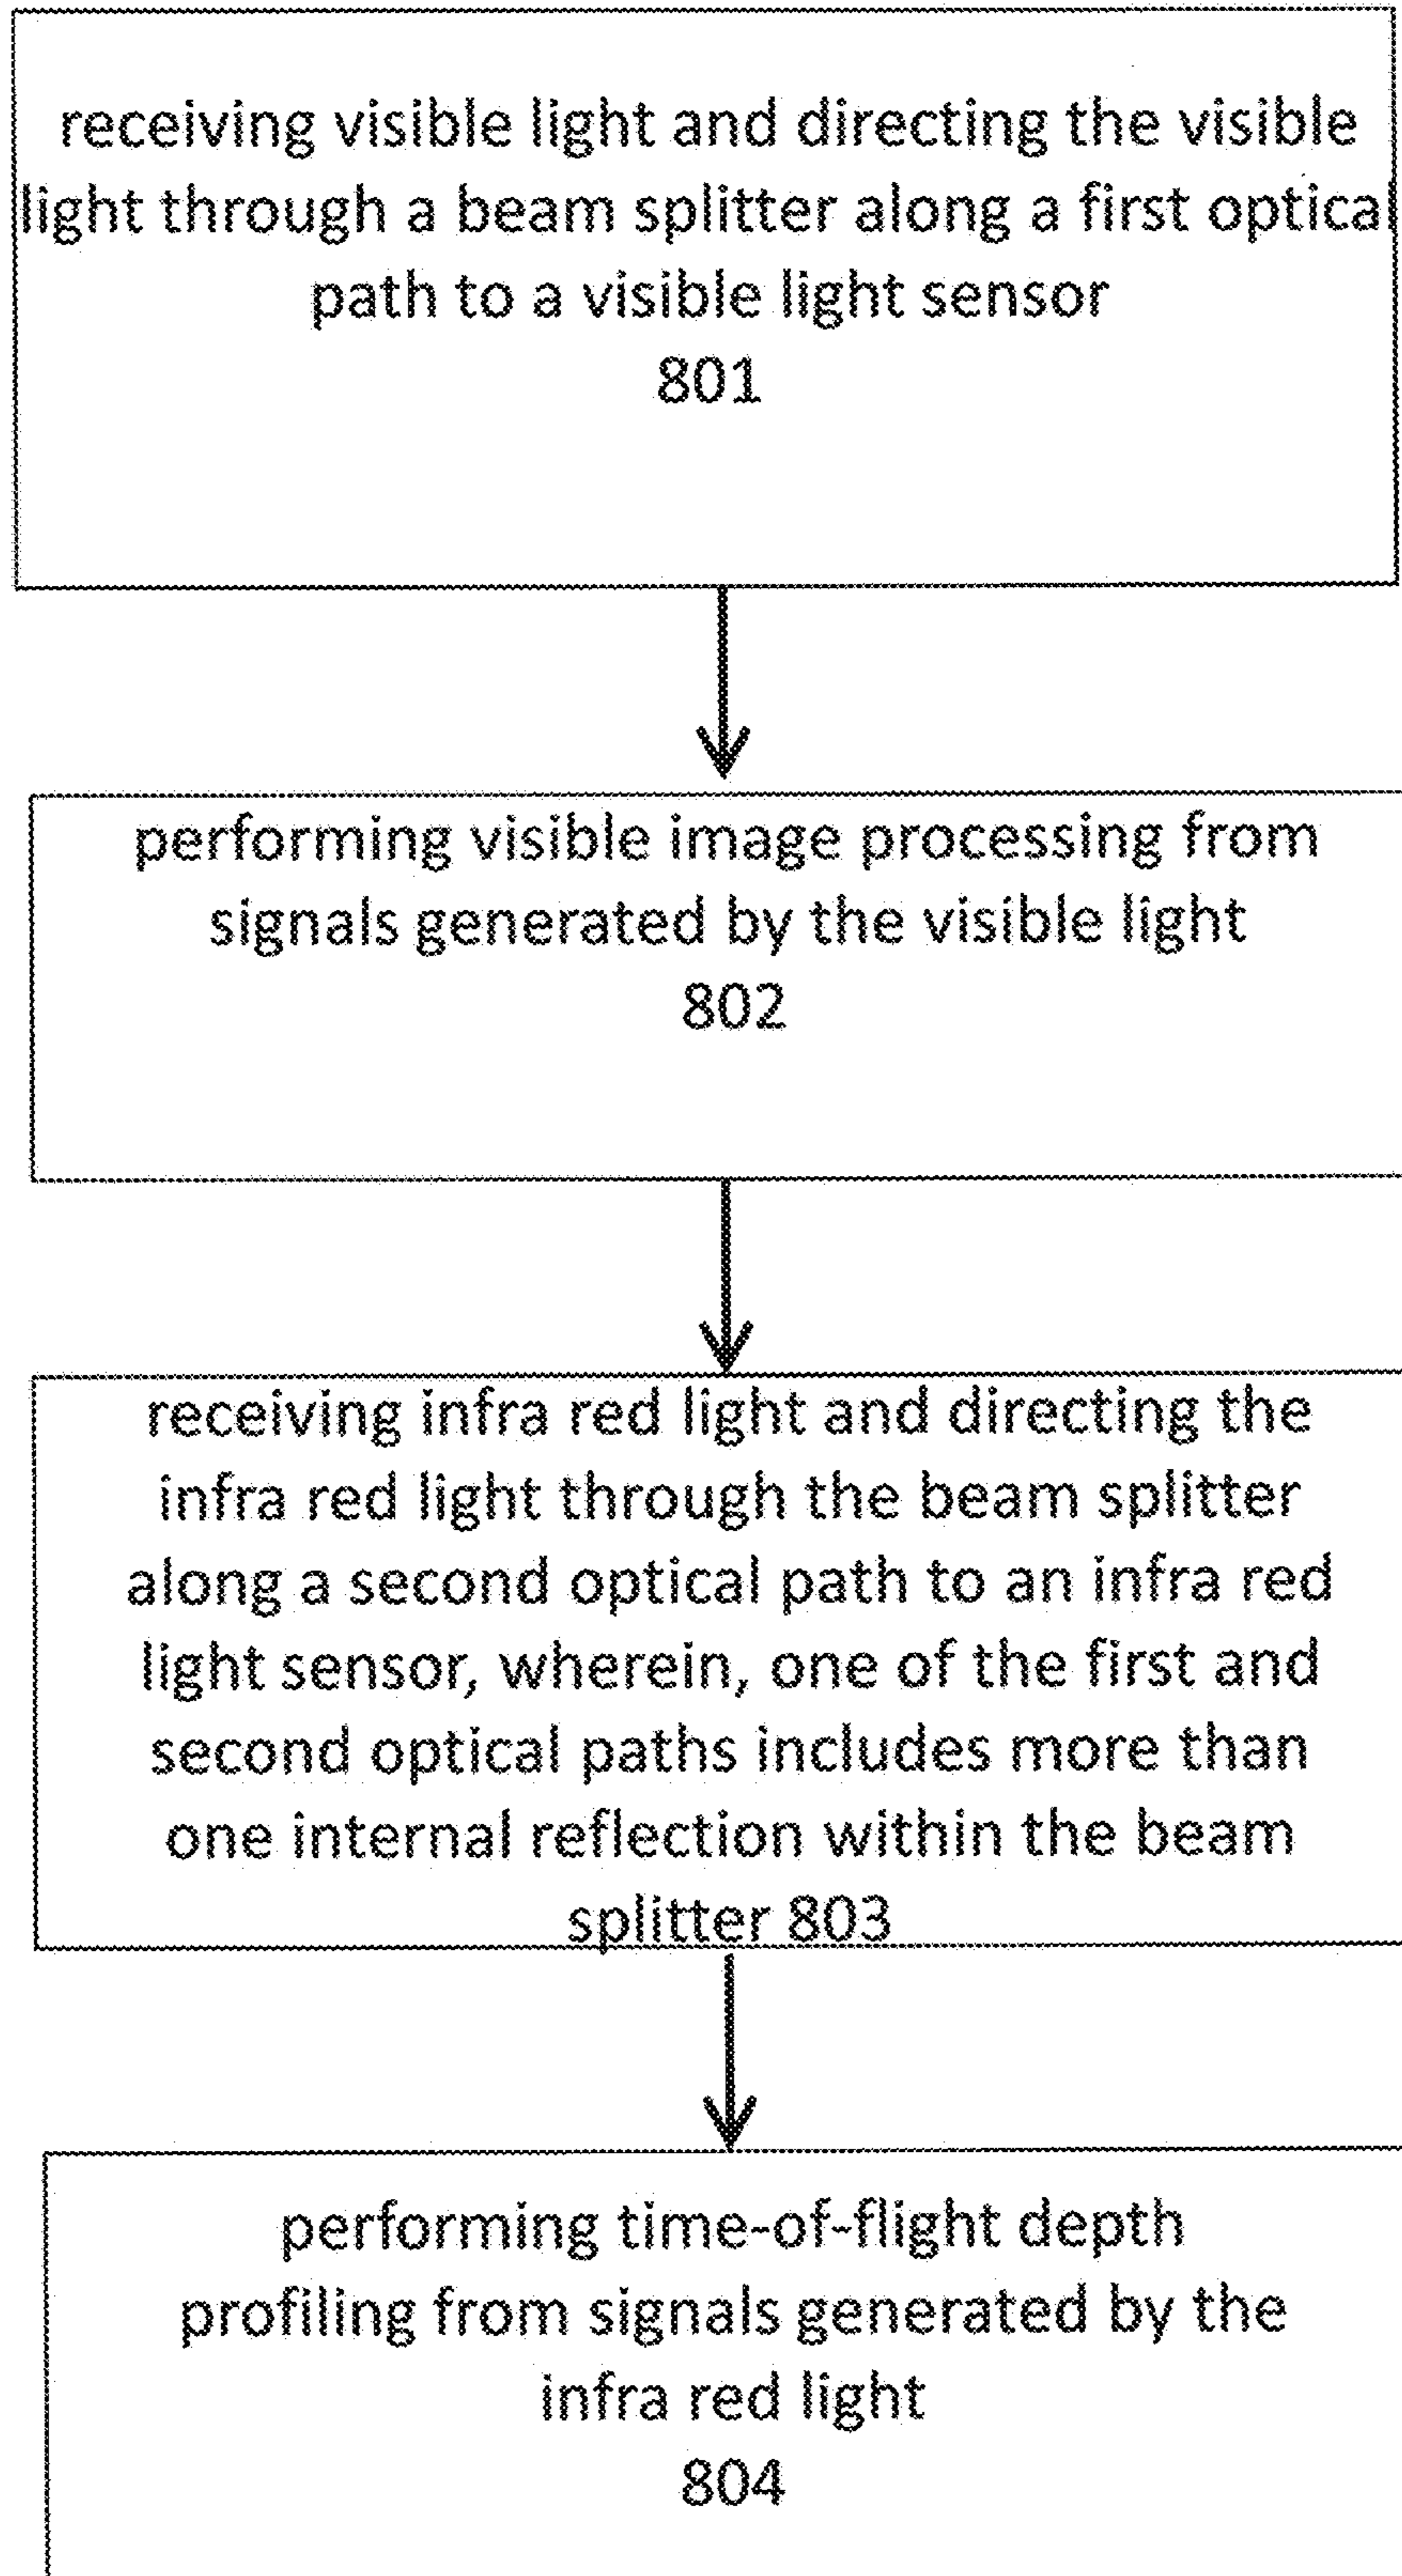 receiving visible light and directing the visible
light through a beam splitter along a first optical
path to a visible light sensor
801
performing visible image processing from
signals generated by the visible light
802
receiving infra red light and directing the
infra red light through the beam splitter
along a second optical path to an infra red
light sensor, wherein, one of the first and
second optical paths includes more than
one internal reflection within the beam
splitter 803
performing time-of-flight depth
profiling from signals generated by the
infra red light
804